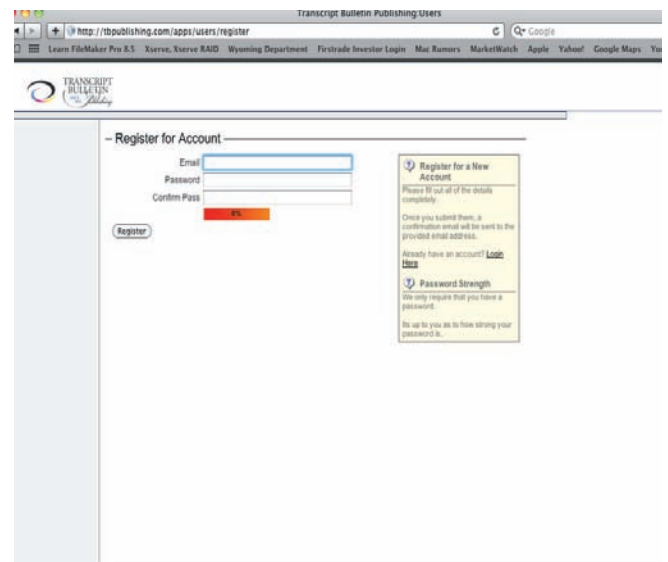 Transcript Bulletin Publishing:Users
http://tbpublishing.com/apps/users/register
Google
Learn FileMaker Pro 8.5 Xserve, Xserve RAID Wyoming Department Firstrade Investor Login Mac Rumors MarketWatch Apple Yahoo! Google Maps You
TRANSCRIPT
BULLETIN
Publishing
Register for Account
Email
Password
Confirm Pass
0%
Register
Register for a New
Account
Please fill out all of the details
completely.
Once you submit them, a
confirmation email will be sent to the
provided email address.
Already have an account? Login
Here
Password Strength
We only require that you have a
password.
Its up to you as to how strong your
password is.